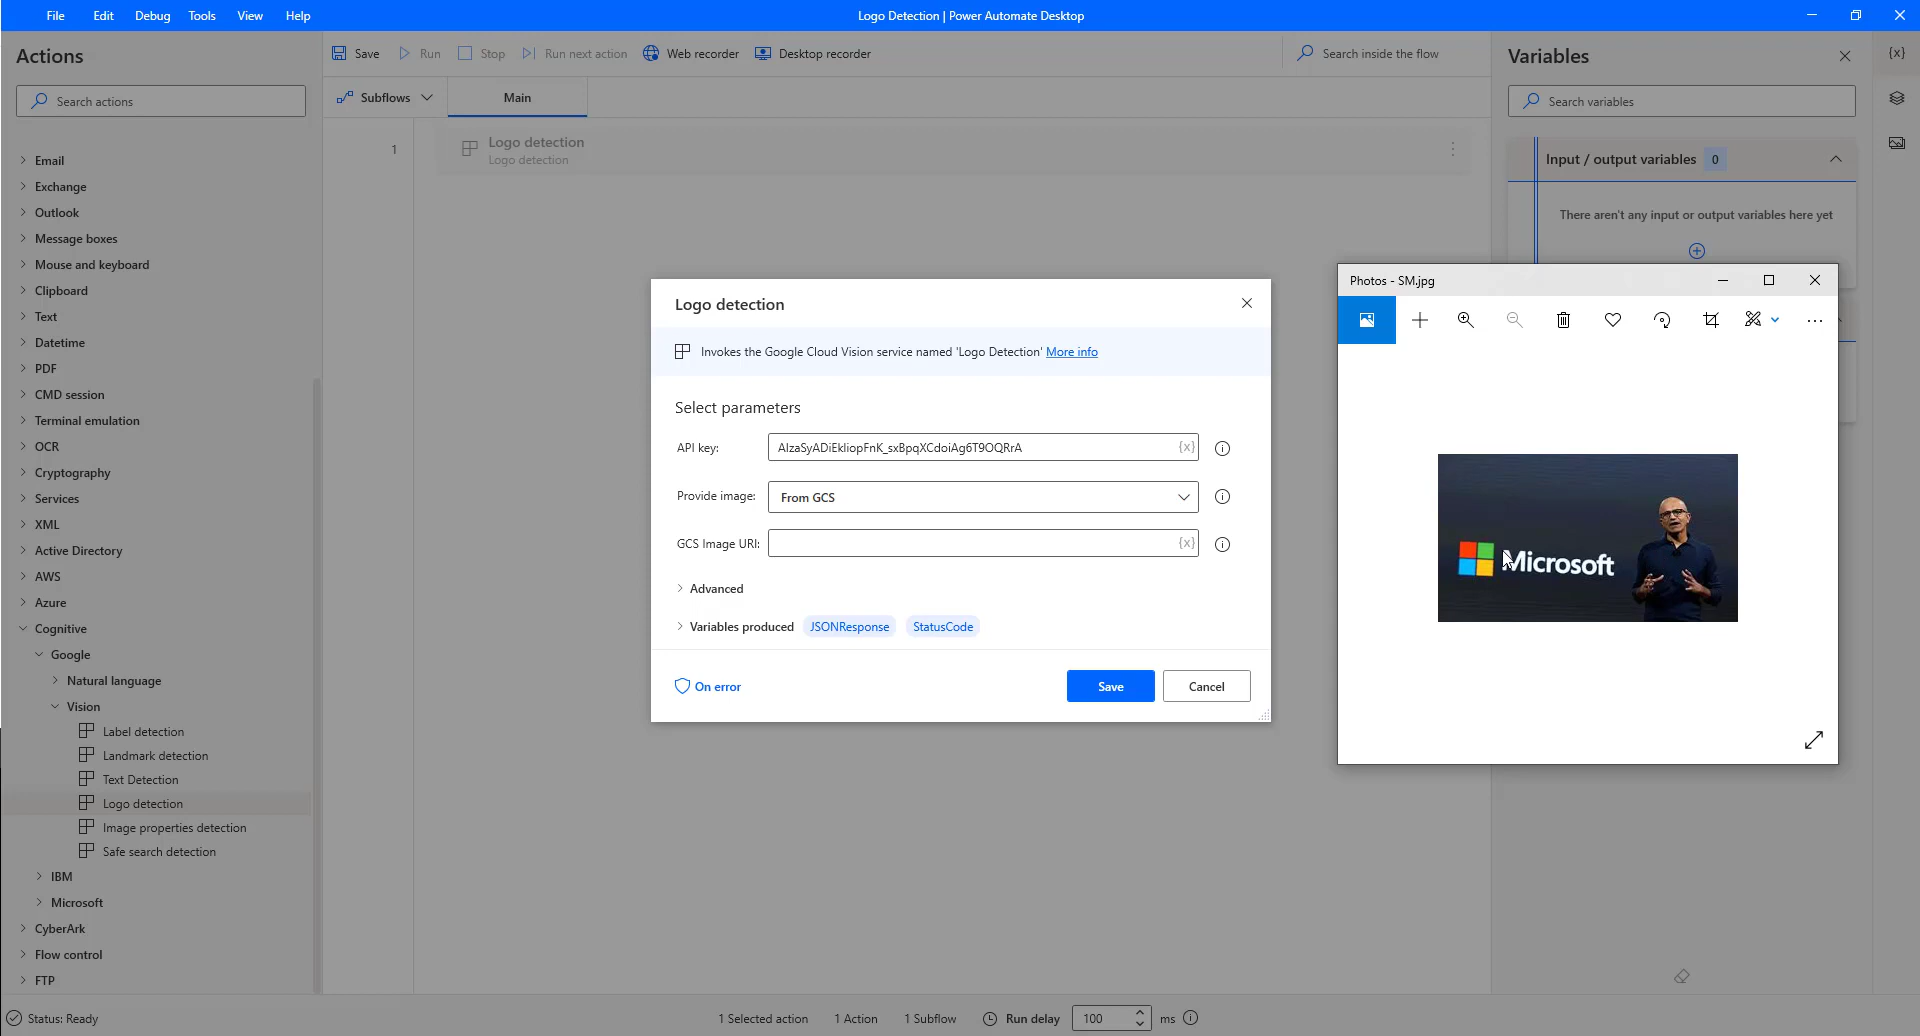 File Edit Debug Tools View Help
Logo Detection | Power Automate Desktop
Actions
Search actions
Email
Exchange
Outlook
Message boxes
Mouse and keyboard
Clipboard
Text
Datetime
PDF
CMD session
Terminal emulation
OCR
Cryptography
Services
XML
Active Directory
AWS
Azure
Cognitive
Google
Natural language
Vision
Label detection
Landmark detection
Text Detection
Logo detection
Image properties detection
Safe search detection
IBM
Microsoft
CyberArk
Flow control
FTP
Save Run Stop Run next action Web recorder Desktop recorder Search inside the flow
Subflows Main
1 Logo detection
Logo detection
Logo detection
Invokes the Google Cloud Vision service named 'Logo Detection' More info
Select parameters
API key: AIzaSyADiEkliopFnK_sxBpqXCdoiAg6T9OQRrA {x}
Provide image: From GCS
GCS Image URI: {x}
Advanced
Variables produced JSONResponse StatusCode
On error Save Cancel
Variables
{x}
Search variables
Input / output variables 0
There aren't any input or output variables here yet
Photos - SM.jpg
Microsoft
Status: Ready 1 Selected action 1 Action 1 Subflow Run delay 100 ms